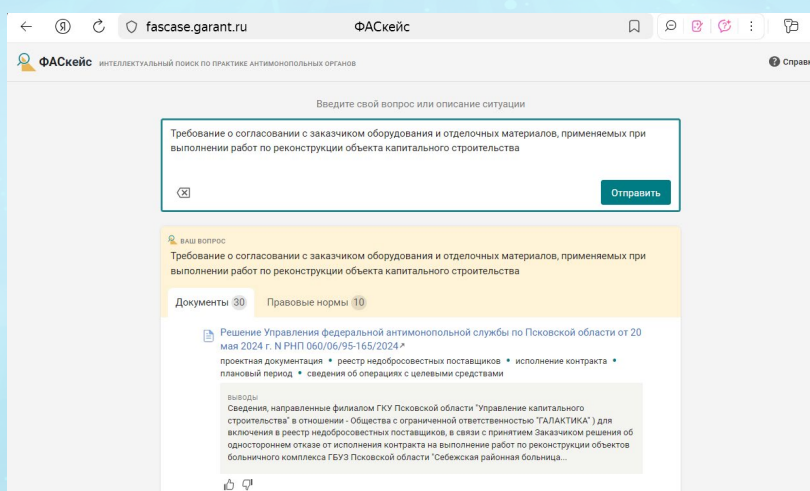 fascase.garant.ru ФАСкейс
ФАСкейс ИНТЕЛЛЕКТУАЛЬНЫЙ ПОИСК ПО ПРАКТИКЕ АНТИМОНОПОЛЬНЫХ ОРГАНОВ Справ
Введите свой вопрос или описание ситуации
Требование о согласовании с заказчиком оборудования и отделочных материалов, применяемых при
выполнении работ по реконструкции объекта капитального строительства
Отправить
ВАШ ВОПРОС
Требование о согласовании с заказчиком оборудования и отделочных материалов, применяемых при
выполнении работ по реконструкции объекта капитального строительства
Документы 30 Правовые нормы 10
Решение Управления федеральной антимонопольной службы по Псковской области от 20
мая 2024 г. N РНП 060/06/95-165/2024
проектная документация • реестр недобросовестных поставщиков • исполнение контракта •
плановый период • сведения об операциях с целевыми средствами
ВЫВОДЫ
Сведения, направленные филиалом ГКУ Псковской области "Управление капитального
строительства" в отношении - Общества с ограниченной ответственностью "ГАЛАКТИКА" ) для
включения в реестр недобросовестных поставщиков, в связи с принятием Заказчиком решения об
одностороннем отказе от исполнения контракта на выполнение работ по реконструкции объектов
больничного комплекса ГБУЗ Псковской области "Себежская районная больница...